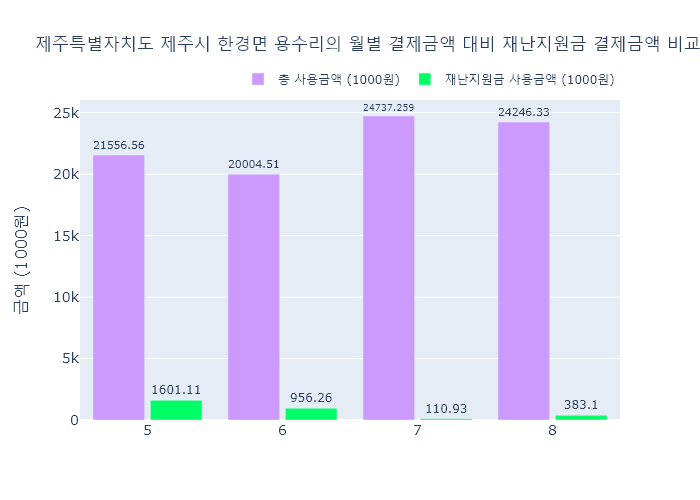 제주특별자치도 제주시 한경면 용수리의 월별 결제금액 대비 재난지원금 결제금액 비교
총 사용금액 (1000원) 재난지원금 사용금액 (1000원)
금액 (1000원)
25k
20k
15k
10k
5k
0
21556.56
20004.51
24737.259
24246.33
1601.11
956.26
110.93
383.1
5 6 7 8